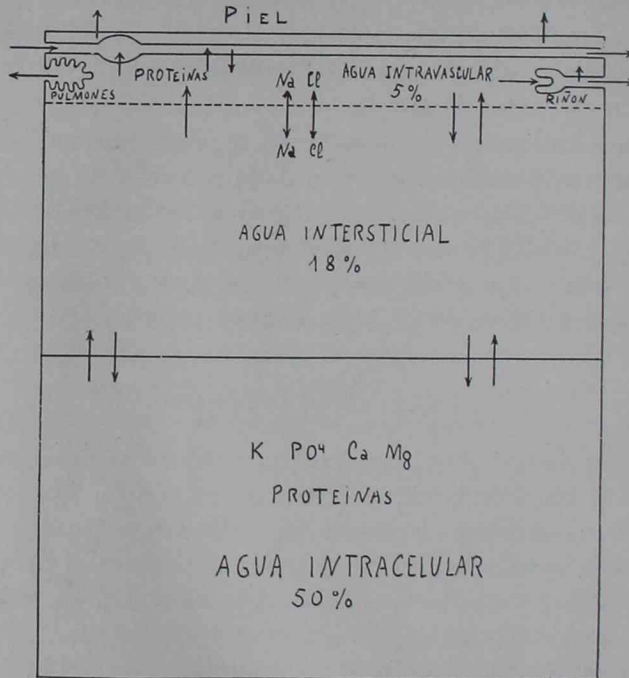 PIEL
PROTEINAS Na Cl AGUA INTRAVASCULAR
5%
PULMONES RIÑON
Na Cl
AGUA INTERSTICIAL
18%
K PO⁴ Ca Mg
PROTEINAS
AGUA INTRACELULAR
50%